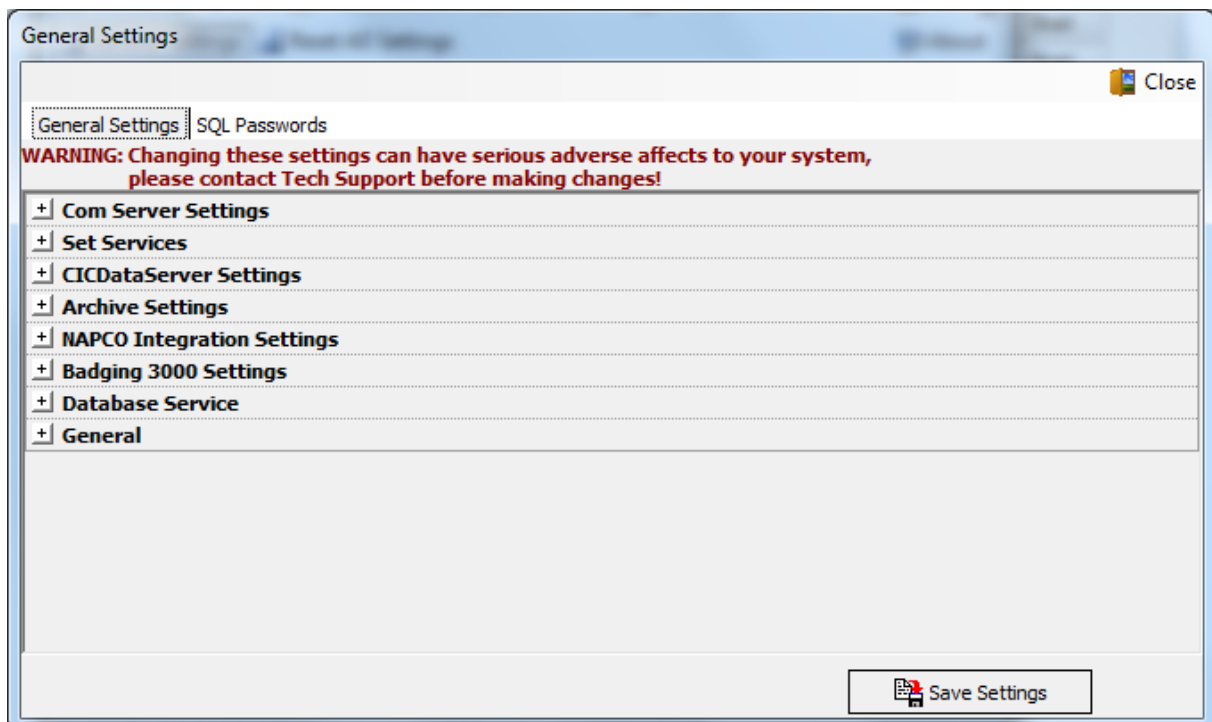 General Settings
Close
General Settings SQL Passwords
WARNING: Changing these settings can have serious adverse affects to your system,
please contact Tech Support before making changes!
+ Com Server Settings
+ Set Services
+ CICDataServer Settings
+ Archive Settings
+ NAPCO Integration Settings
+ Badging 3000 Settings
+ Database Service
+ General
Save Settings